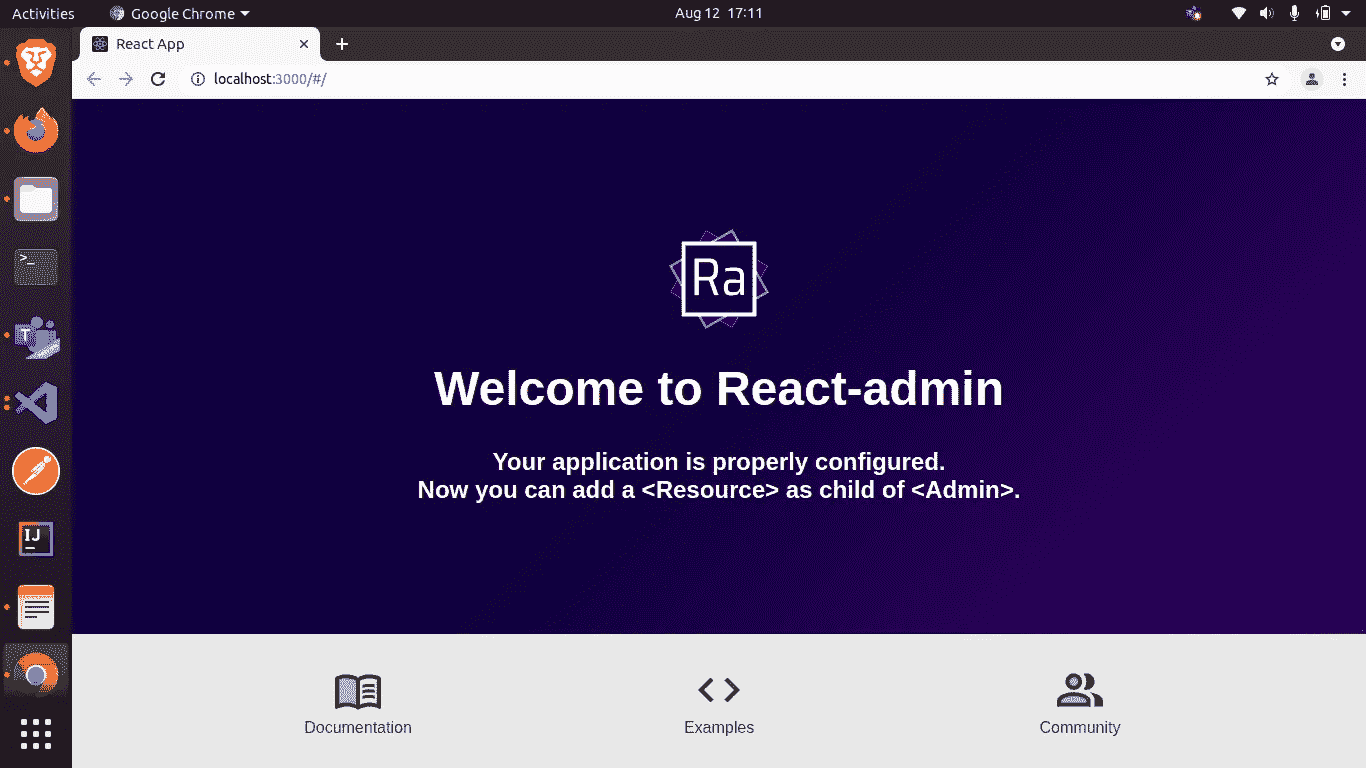 Activities
Google Chrome
Aug 12 17:11
React App
localhost:3000/#/
>_
T
IJ
Ra
Welcome to React-admin
Your application is properly configured.
Now you can add a <Resource> as child of <Admin>.
Documentation
Examples
Community